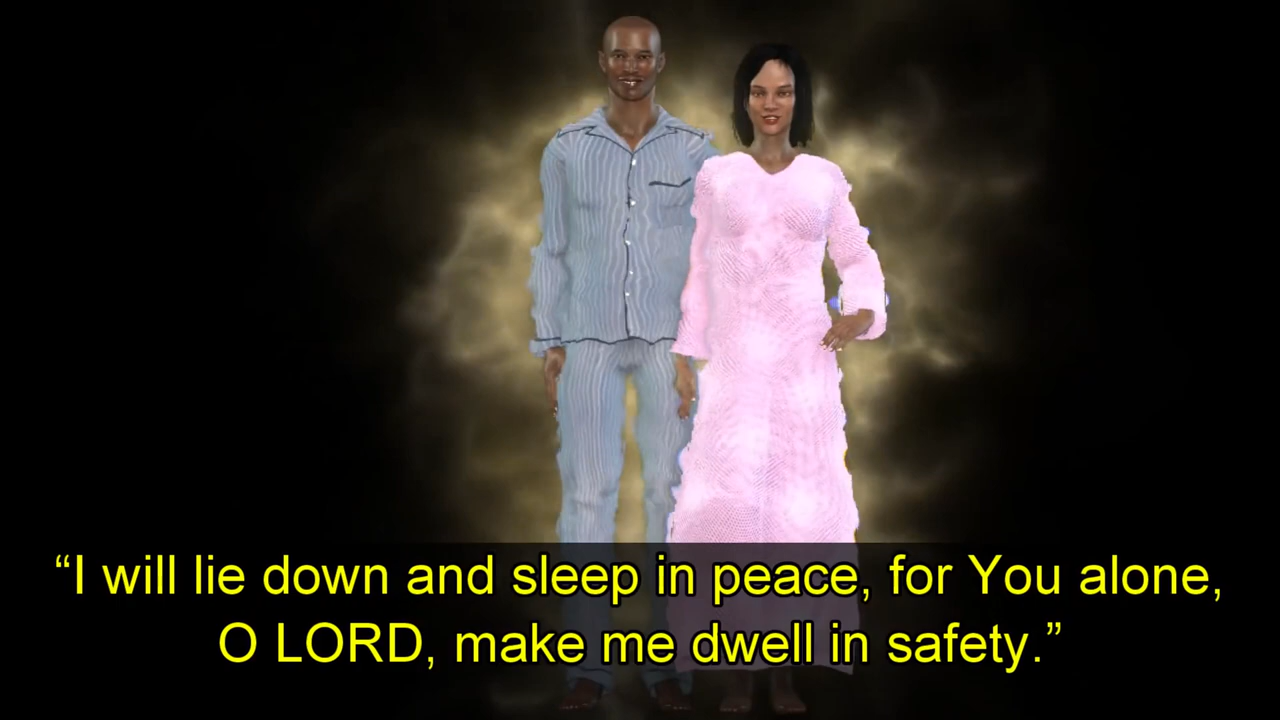 “I will lie down and sleep in peace, for You alone,
O LORD, make me dwell in safety.”